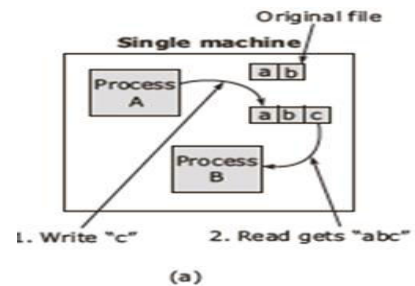 Original file
Single machine
a b
Process
A
a b c
Process
B
1. Write "c"
2. Read gets "abc"
(a)